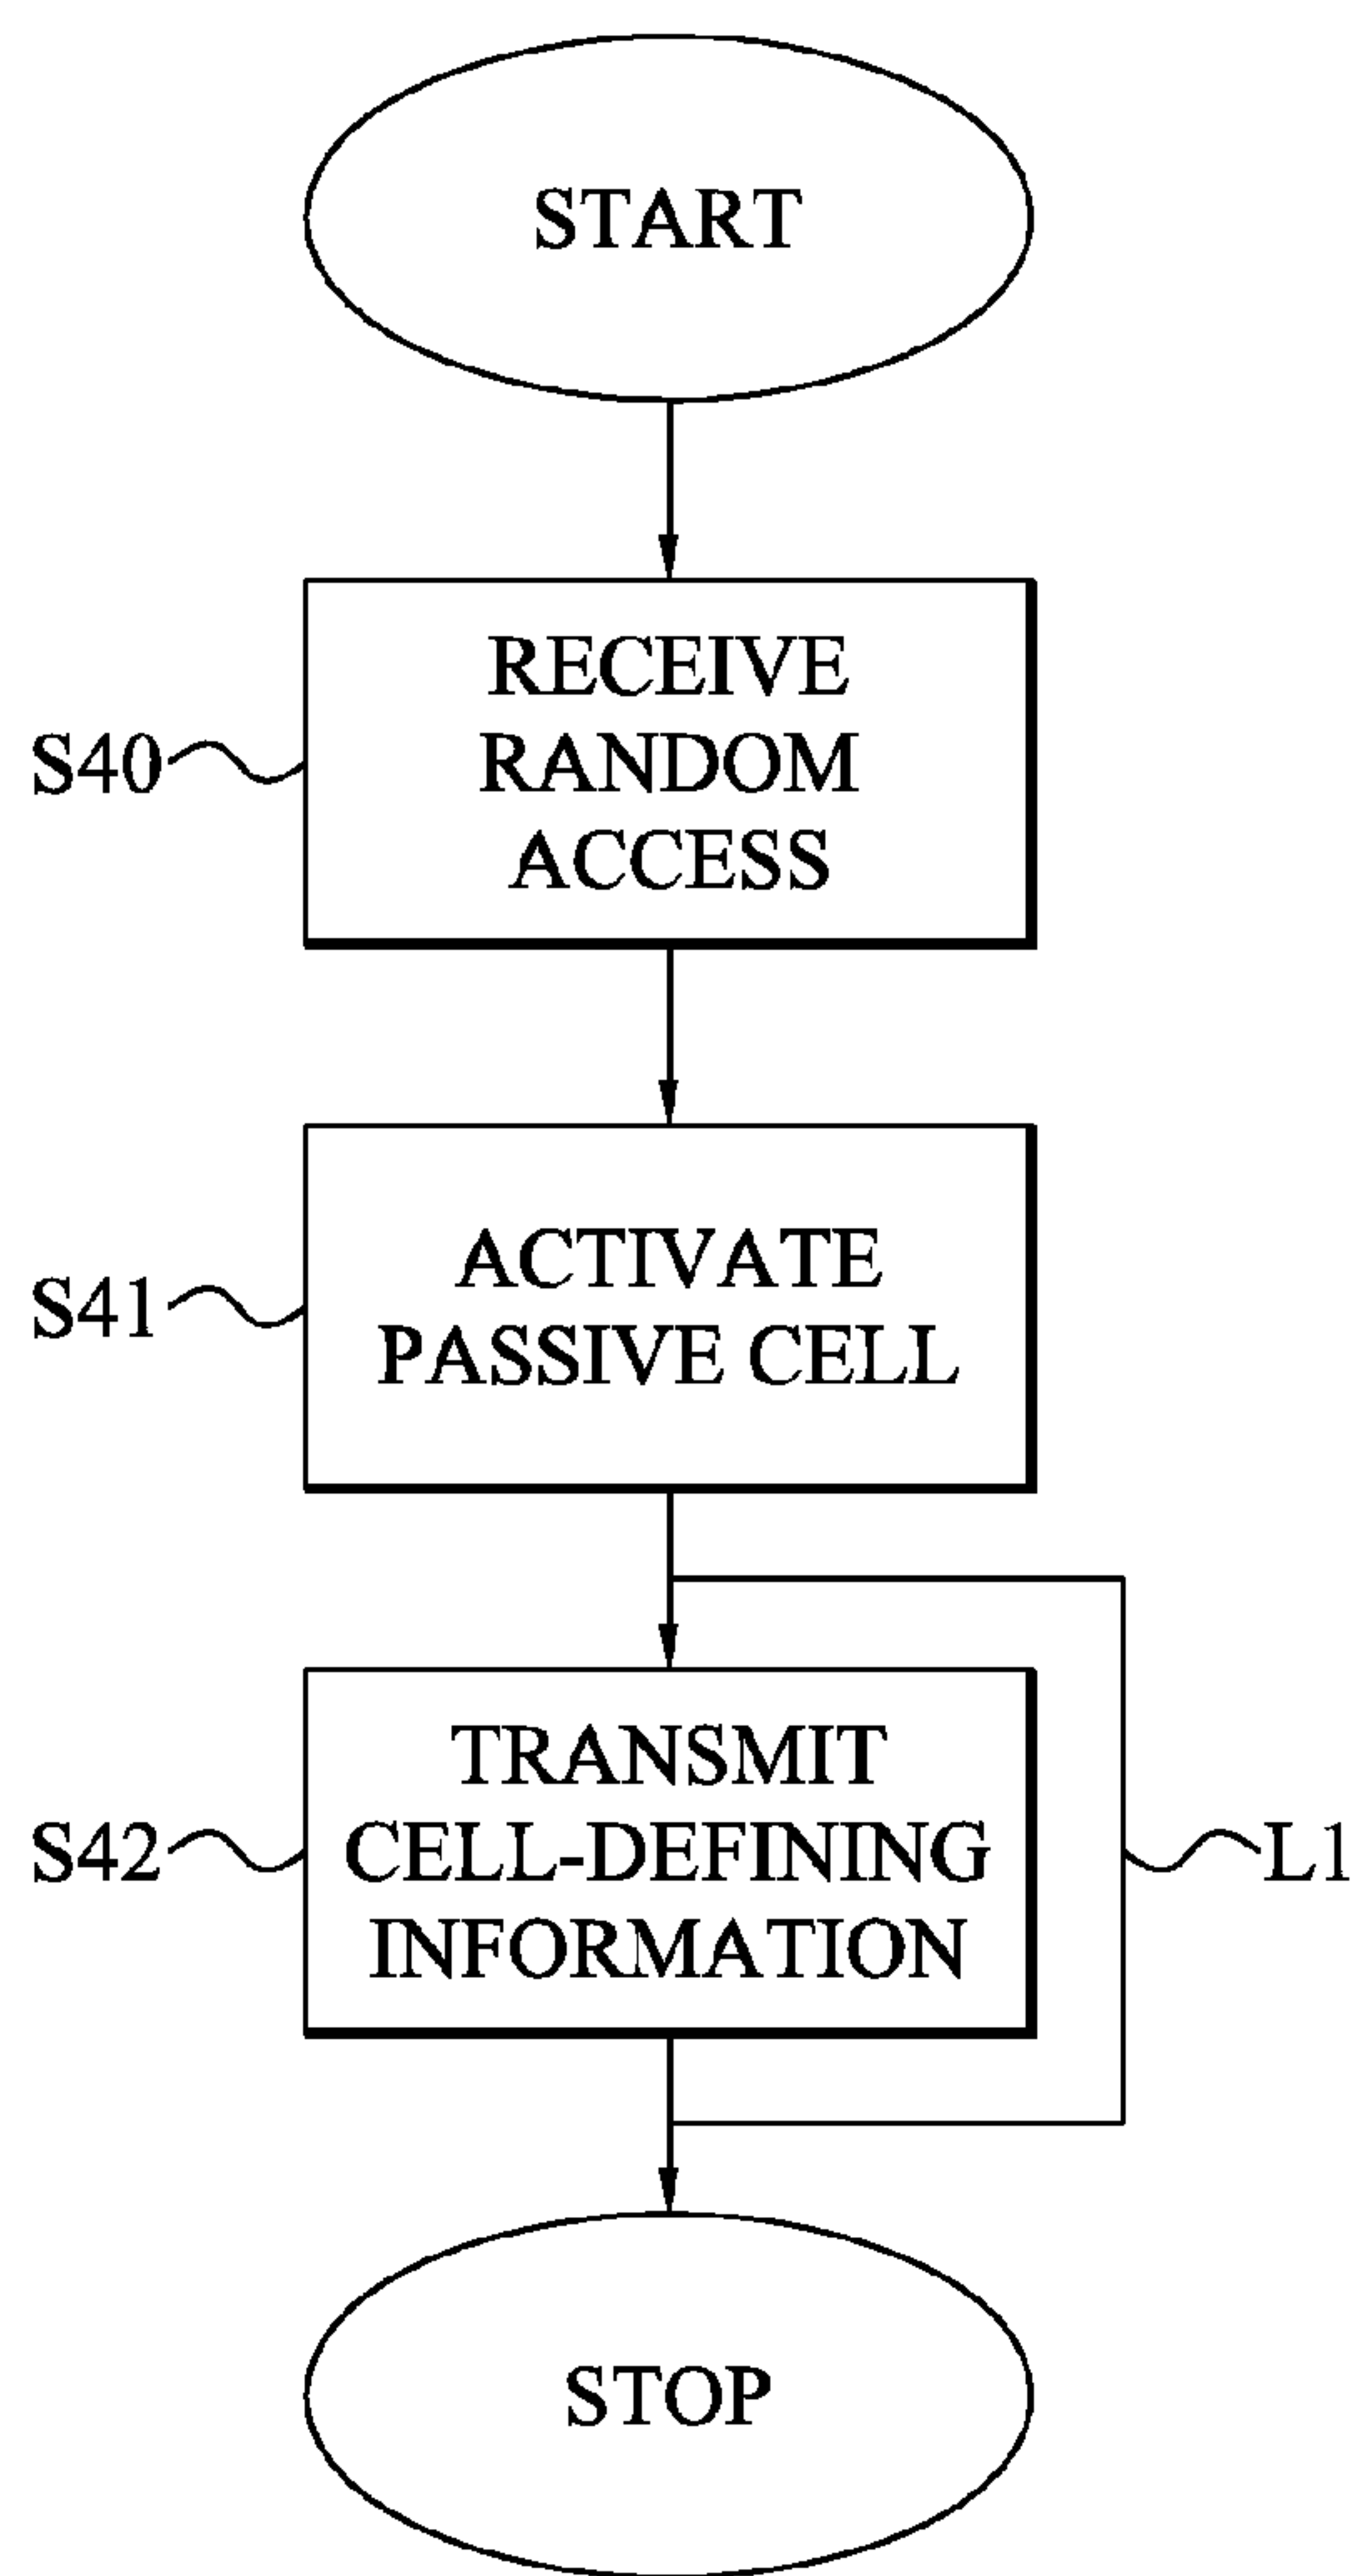 START
RECEIVE
RANDOM
ACCESS
S40
ACTIVATE
PASSIVE CELL
S41
TRANSMIT
CELL-DEFINING
INFORMATION
S42
L1
STOP